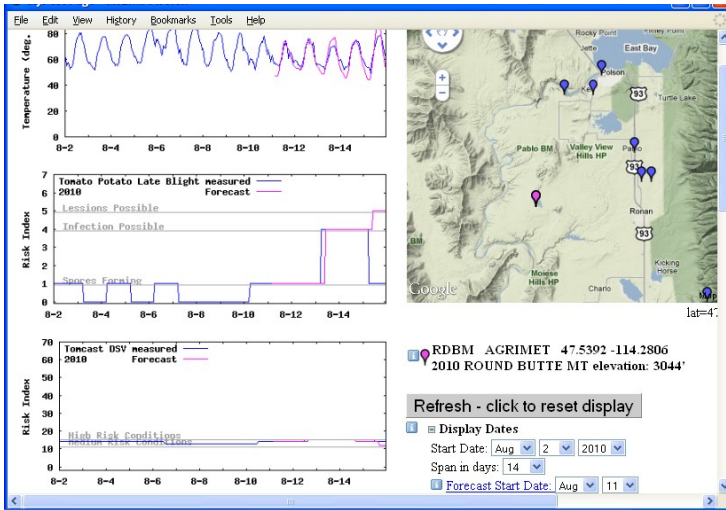 File Edit View History Bookmarks Tools Help
Temperature (deg.
80
70
60
50
40
8-2 8-4 8-6 8-8 8-10 8-12 8-14
Tomato Potato Late Blight measured
2010 Forecast
Risk Index
7
6
5
4
3
2
1
0
Lessions Possible
Infection Possible
Spores Forming
8-2 8-4 8-6 8-8 8-10 8-12 8-14
Tomcast DSV measured
2010 Forecast
Risk Index
70
60
50
40
30
20
10
0
High Risk Conditions
Medium Risk Conditions
8-2 8-4 8-6 8-8 8-10 8-12 8-14
Rocky Point
Jette
East Bay
Polson
93
Turtle Lake
Pablo BM
Valley View
Hills HP
Pablo
93
Ronan
93
BM
Moiese
Hills HP
Kicking
Horse
Charlo
Google
Map
lat=47
RDBM AGRIMET 47.5392 -114.2806
2010 ROUND BUTTE MT elevation: 3044'
Refresh - click to reset display
Display Dates
Start Date: Aug 2 2010
Span in days: 14
Forecast Start Date: Aug 11